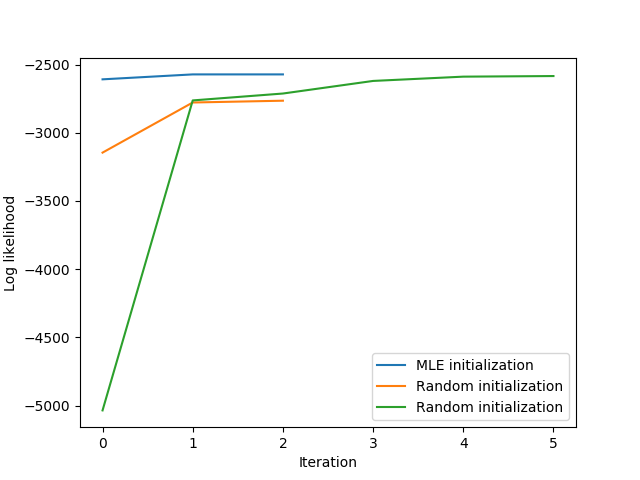 −2500
−3000
−3500
−4000
−4500
−5000
Log likelihood
MLE initialization
Random initialization
Random initialization
0 1 2 3 4 5
Iteration